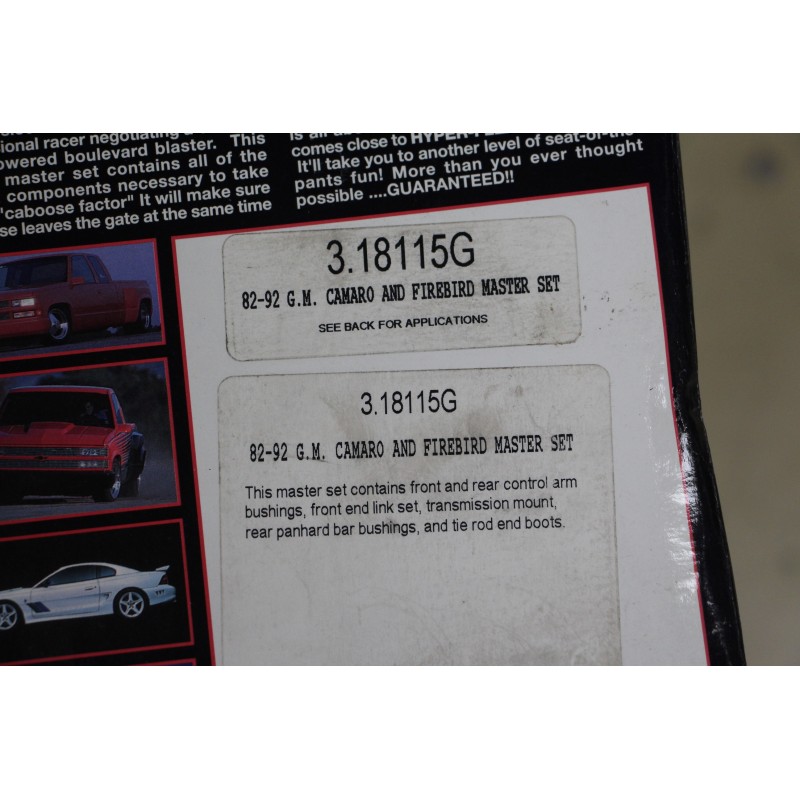 ional racer negotiating a
owered boulevard blaster. This
master set contains all of the
components necessary to take
"caboose factor" It will make sure
se leaves the gate at the same time
comes close to
It'll take you to another level of seat-of-the-
pants fun! More than you ever thought
possible ....GUARANTEED!!
3.18115G
82-92 G.M. CAMARO AND FIREBIRD MASTER SET
SEE BACK FOR APPLICATIONS
3.18115G
82-92 G.M. CAMARO AND FIREBIRD MASTER SET
This master set contains front and rear control arm
bushings, front end link set, transmission mount,
rear panhard bar bushings, and tie rod end boots.